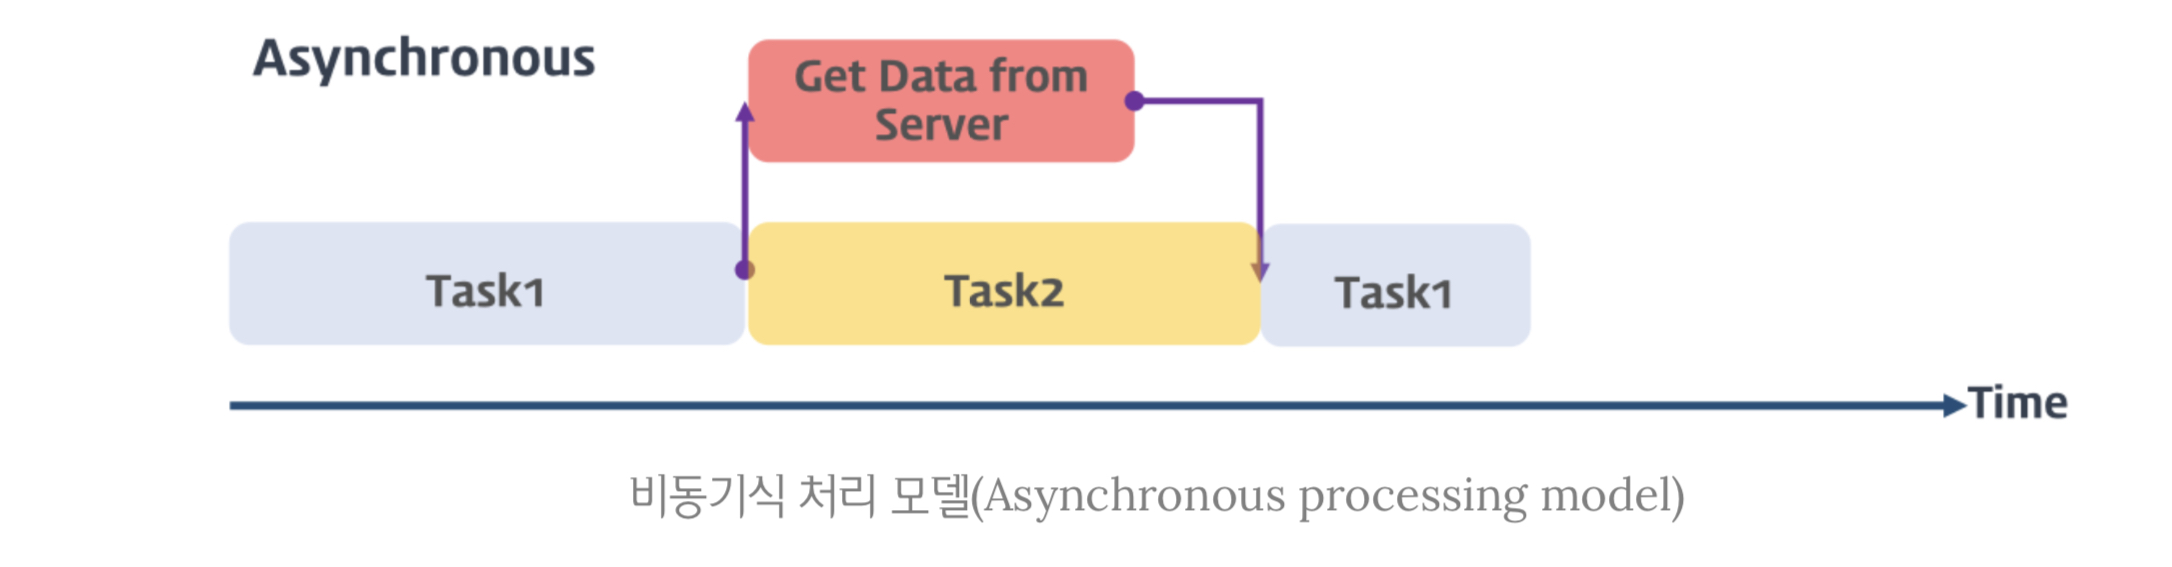 Asynchronous
Get Data from
Server
Task1
Task2
Task1
Time
비동기식 처리 모델(Asynchronous processing model)